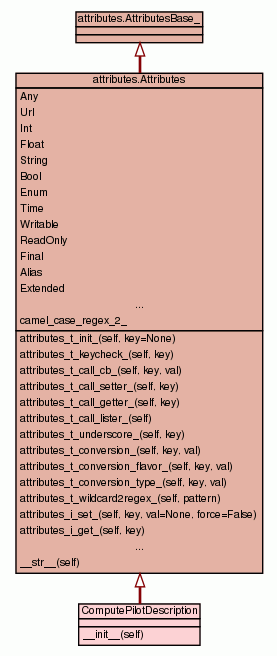 attributes.AttributesBase_
attributes.Attributes
Any
Url
Int
Float
String
Bool
Enum
Time
Writable
ReadOnly
Final
Alias
Extended
...
camel_case_regex_2_
attributes_t_init_(self, key=None)
attributes_t_keycheck_(self, key)
attributes_t_call_cb_(self, key, val)
attributes_t_call_setter_(self, key)
attributes_t_call_getter_(self, key)
attributes_t_call_lister_(self)
attributes_t_underscore_(self, key)
attributes_t_conversion_(self, key, val)
attributes_t_conversion_flavor_(self, key, val)
attributes_t_conversion_type_(self, key, val)
attributes_t_wildcard2regex_(self, pattern)
attributes_i_set_(self, key, val=None, force=False)
attributes_i_get_(self, key)
...
__str__(self)
ComputePilotDescription
__init__(self)